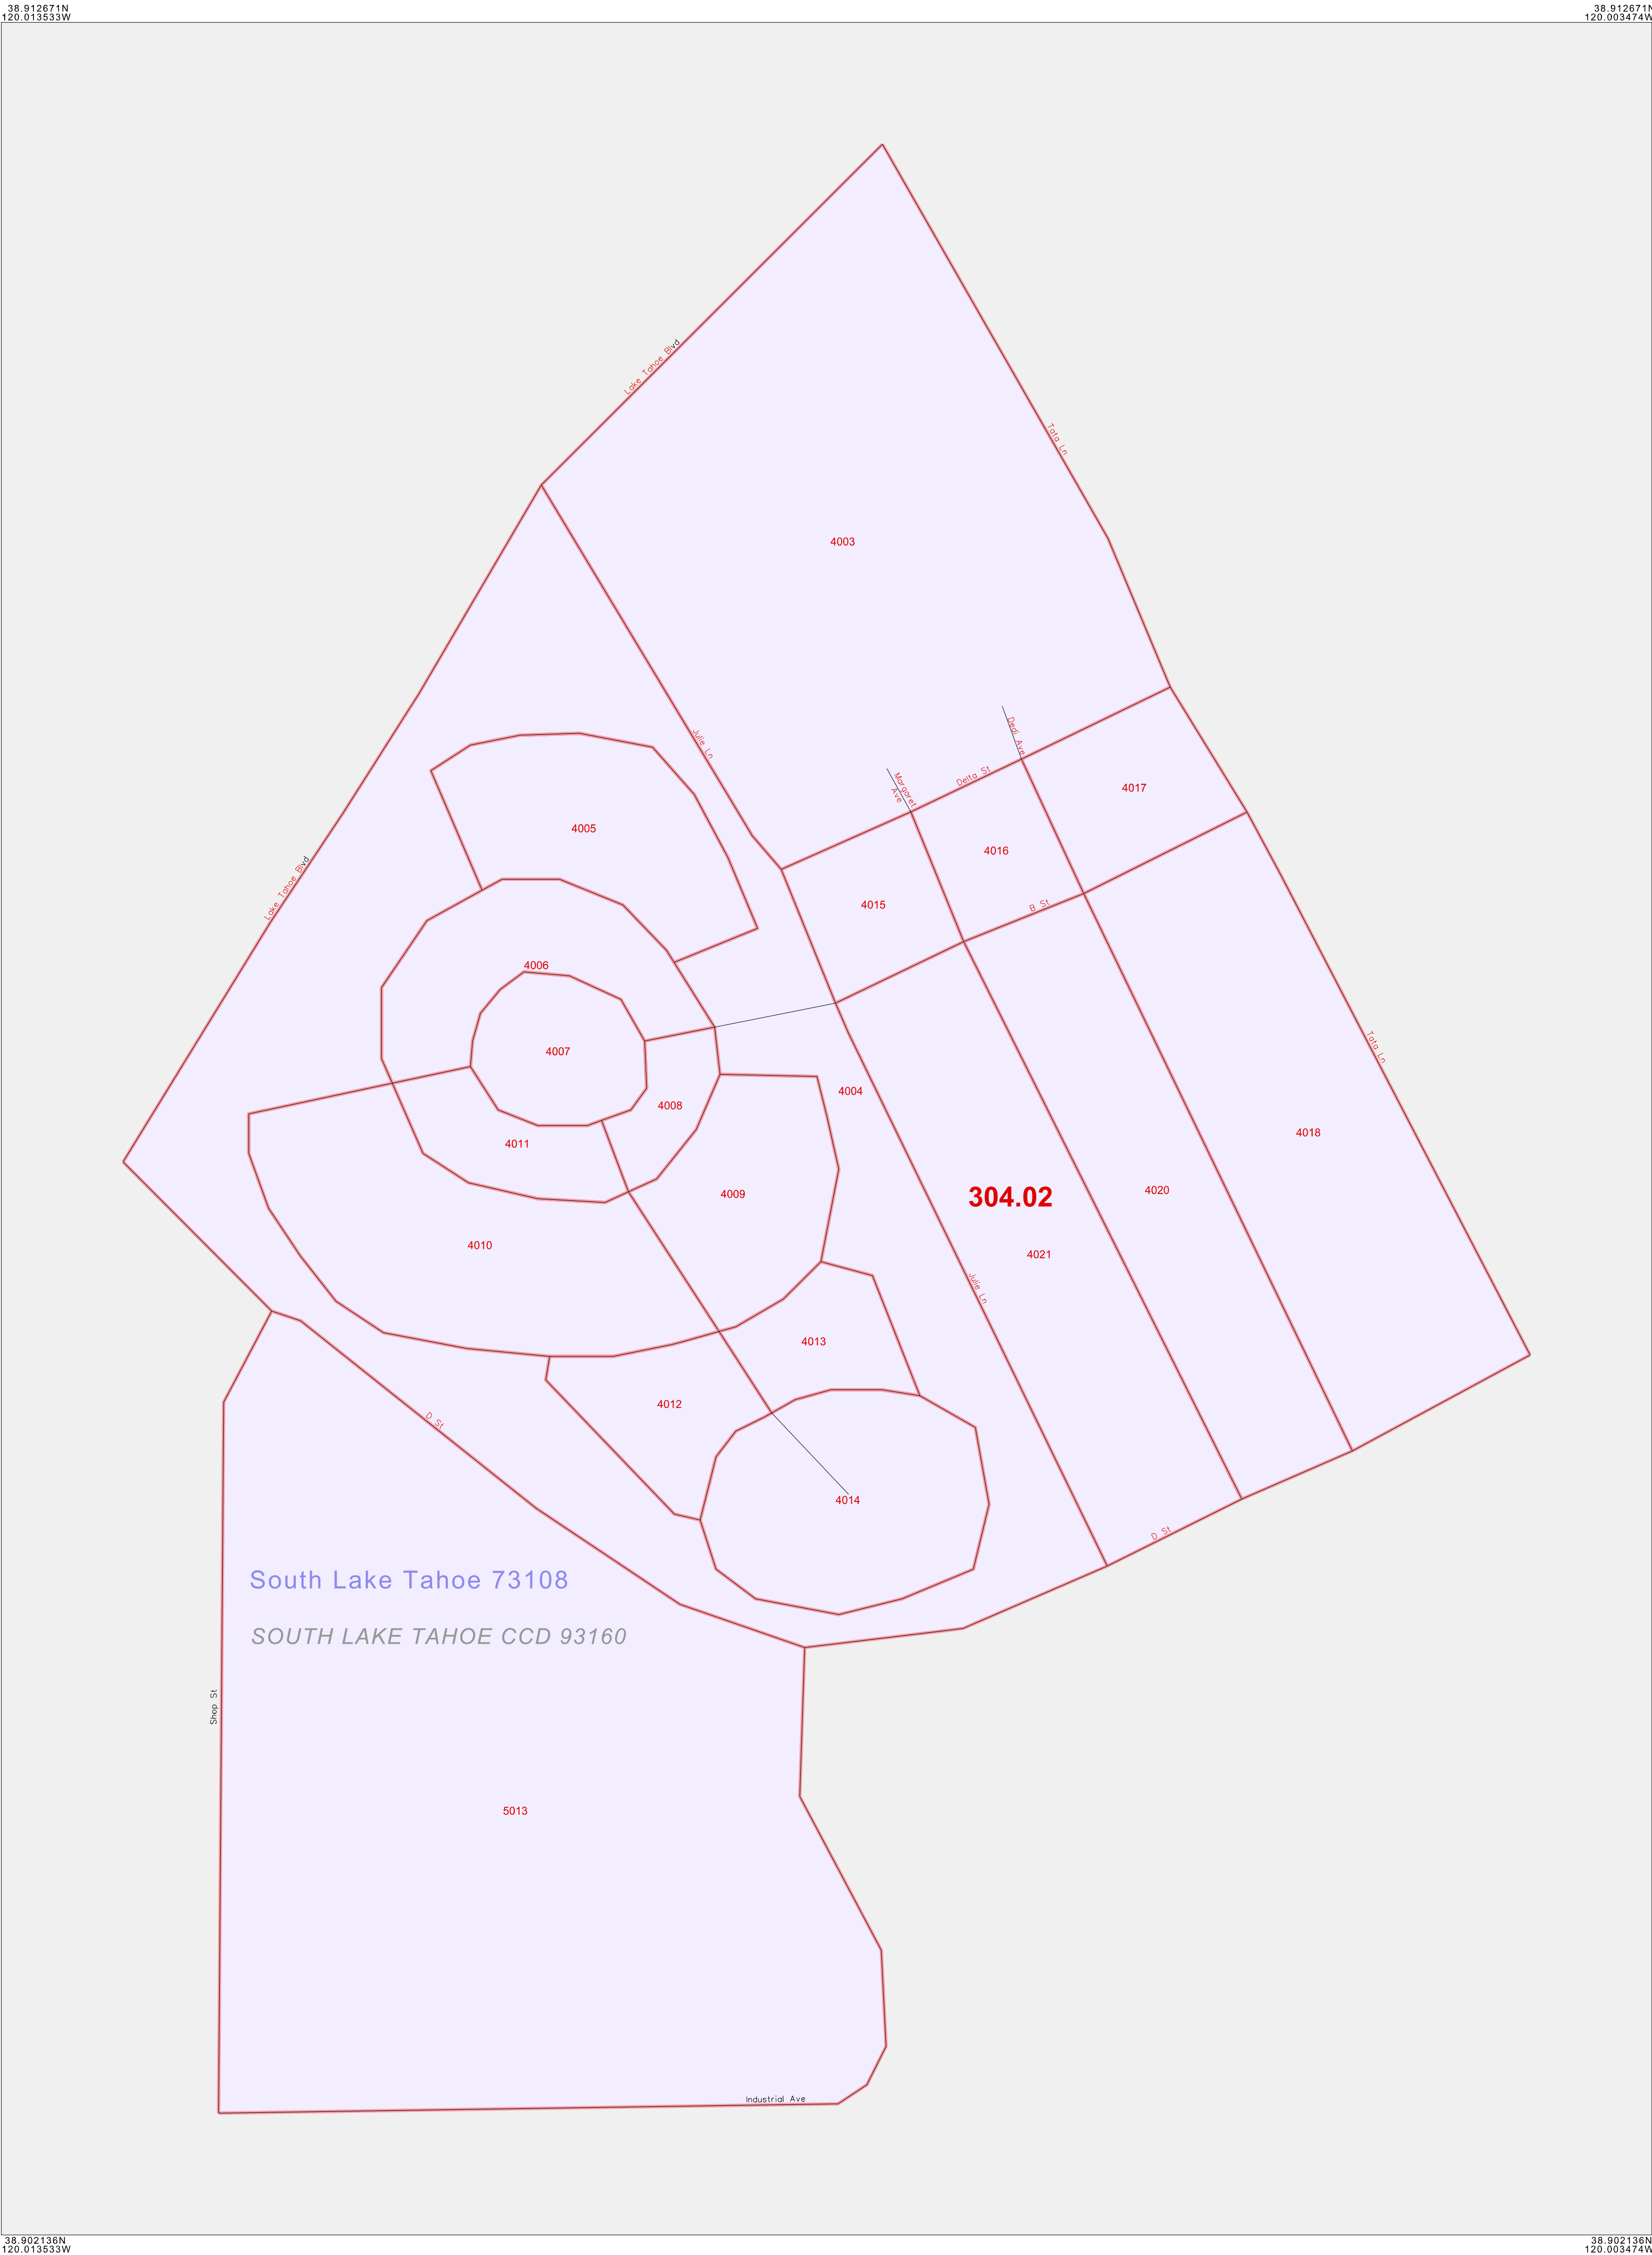 38.912671N
120.013533W
38.912671N
120.003474W
Lake Tahoe Blvd
Tata Ln
4003
Julie Ln
Dedi Ave
Margaret
Ave
Delta St
4017
4005
4016
Lake Tahoe Blvd
4015
B St
4006
4007
Tata Ln
4004
4008
4018
4011
4020
4009
304.02
4010
4021
Julie Ln
4013
4012
D St
4014
D St
South Lake Tahoe 73108
SOUTH LAKE TAHOE CCD 93160
Shop St
5013
Industrial Ave
38.902136N
120.013533W
38.902136N
120.003474W